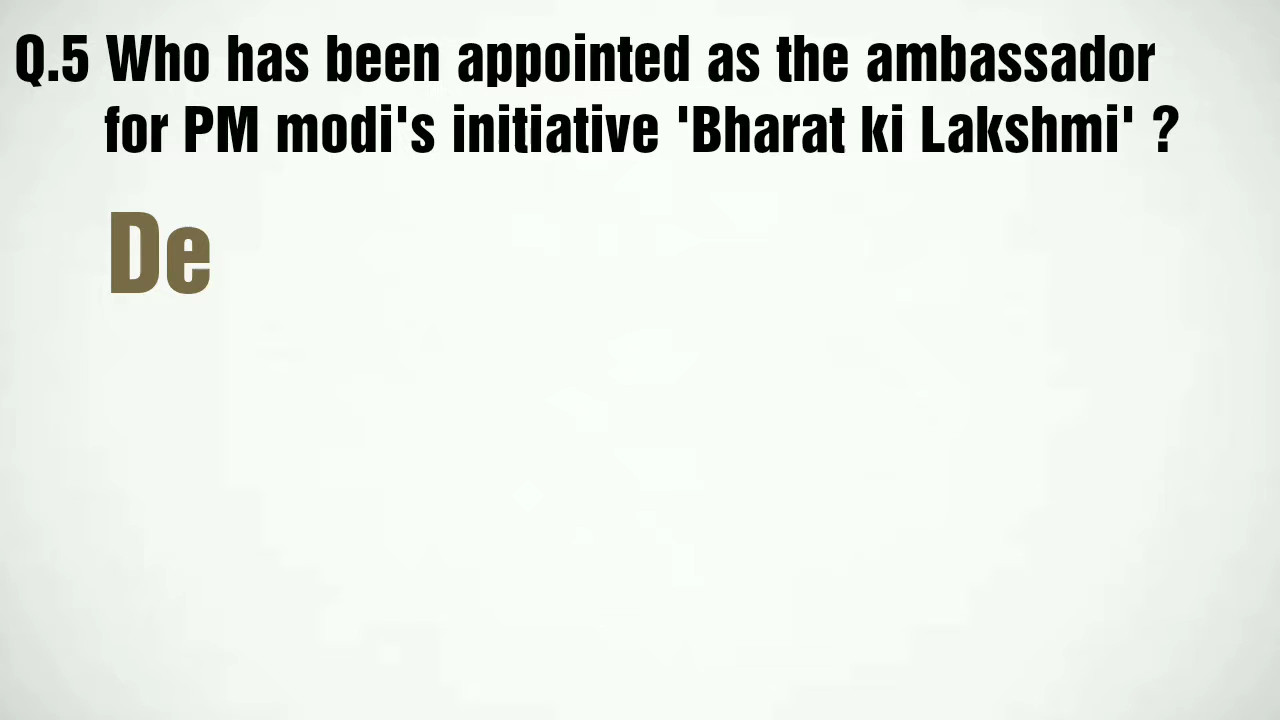 Q.5 Who has been appointed as the ambassador
for PM modi's initiative 'Bharat ki Lakshmi' ?
De